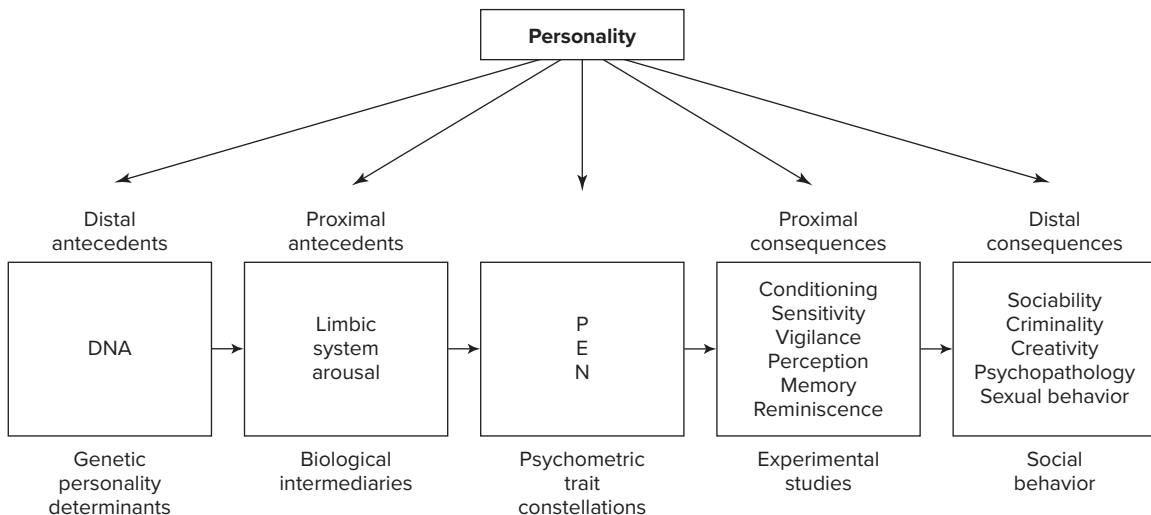 Personality
Distal
antecedents
Proximal
antecedents
Proximal
consequences
Distal
consequences
DNA
Limbic
system
arousal
P
E
N
Conditioning
Sensitivity
Vigilance
Perception
Memory
Reminiscence
Sociability
Criminality
Creativity
Psychopathology
Sexual behavior
Genetic
personality
determinants
Biological
intermediaries
Psychometric
trait
constellations
Experimental
studies
Social
behavior